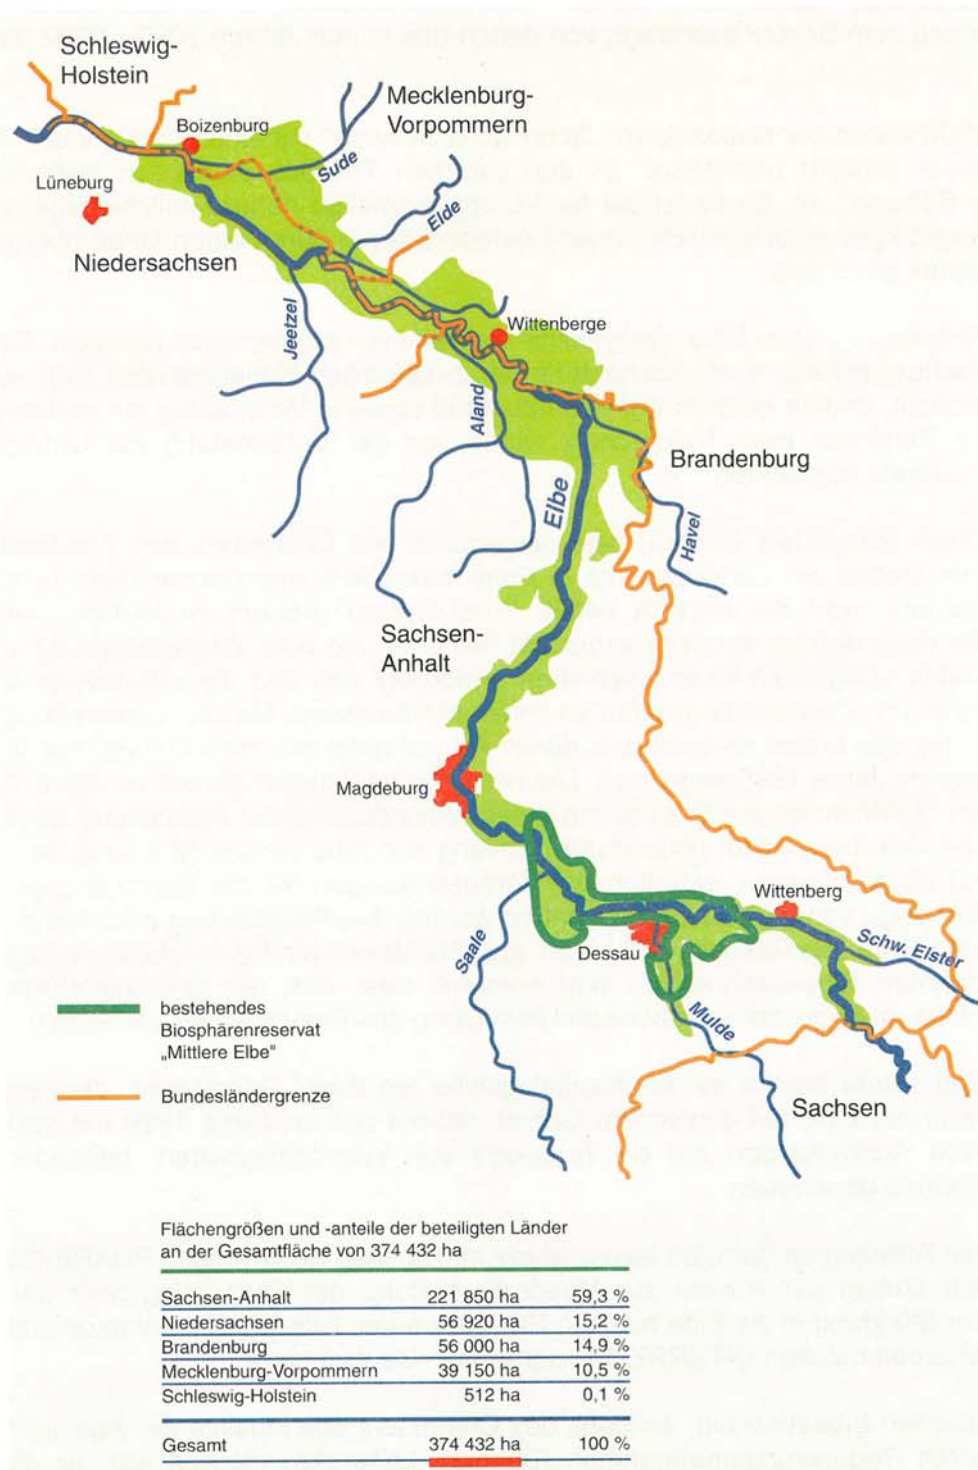 Schleswig-
Holstein
Mecklenburg-
Vorpommern
Boizenburg
Sude
Lüneburg
Elde
Niedersachsen
Jeetzel
Wittenberge
Aland
Brandenburg
Elbe
Havel
Sachsen-
Anhalt
Magdeburg
Wittenberg
Saale
Dessau
Schw. Elster
Mulde
bestehendes
Biosphärenreservat
„Mittlere Elbe“
Bundesländergrenze
Sachsen
Flächengrößen und -anteile der beteiligten Länder
an der Gesamtfläche von 374 432 ha
Sachsen-Anhalt 221 850 ha 59,3 %
Niedersachsen 56 920 ha 15,2 %
Brandenburg 56 000 ha 14,9 %
Mecklenburg-Vorpommern 39 150 ha 10,5 %
Schleswig-Holstein 512 ha 0,1 %
Gesamt 374 432 ha 100 %